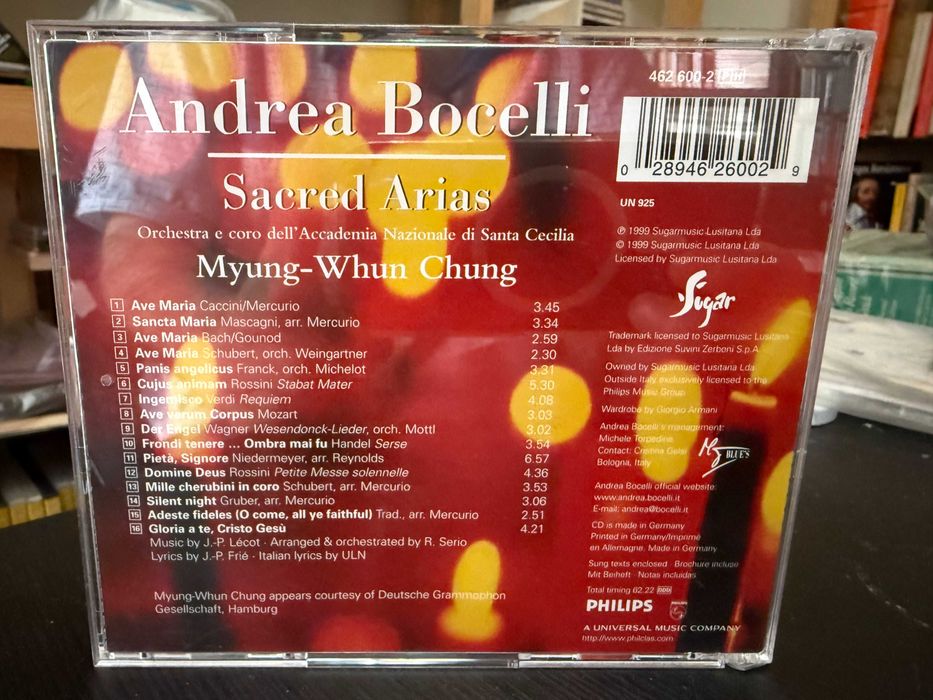 Andrea Bocelli
Sacred Arias
Orchestra e coro dell'Accademia Nazionale di Santa Cecilia
Myung-Whun Chung
1 Ave Maria Caccini/Mercurio 3.45
2 Sancta Maria Mascagni, arr. Mercurio 3.34
3 Ave Maria Bach/Gounod 2.59
4 Ave Maria Schubert, orch. Weingartner 2.30
5 Panis angelicus Franck, orch. Michelot 3.31
6 Cujus animam Rossini Stabat Mater 5.30
7 Ingemisco Verdi Requiem 4.08
8 Ave verum Corpus Mozart 3.03
9 Der Engel Wagner Wesendonck-Lieder, orch. Mottl 3.02
10 Frondi tenere ... Ombra mai fu Handel Serse 3.54
11 Pietà, Signore Niedermeyer, arr. Reynolds 6.57
12 Domine Deus Rossini Petite Messe solennelle 4.36
13 Mille cherubini in coro Schubert, arr. Mercurio 3.53
14 Silent night Gruber, arr. Mercurio 3.06
15 Adeste fideles (O come, all ye faithful) Trad., arr. Mercurio 2.51
16 Gloria a te, Cristo Gesù 4.21
Music by J.-P. Lécot · Arranged & orchestrated by R. Serio
Lyrics by J.-P. Frié · Italian lyrics by ULN
Myung-Whun Chung appears courtesy of Deutsche Grammophon
Gesellschaft, Hamburg
462 600-2 PH
0 28946 26002 9
UN 925
℗ 1999 Sugarmusic-Lusitana Lda
© 1999 Sugarmusic Lusitana Lda
Licensed by Sugarmusic Lusitana Lda
Sugar
Trademark licensed to Sugarmusic Lusitana
Lda by Edizione Suvini Zerboni S.p.A.
Owned by Sugarmusic Lusitana Lda
Outside Italy exclusively licensed to the
Philips Music Group
Wardrobe by Giorgio Armani
Andrea Bocelli's management:
Michele Torpedine
Contact: Cristina Gelsi
Bologna, Italy
BLUE'S
Andrea Bocelli official website:
www.andrea.bocelli.it
E-mail: andrea@bocelli.it
CD is made in Germany
Printed in Germany/Imprimé
en Allemagne. Made in Germany
Sung texts enclosed · Brochure incluse
Mit Beiheft · Notas incluidas
Total timing 62.22 DDD
PHILIPS
A UNIVERSAL MUSIC COMPANY
http://www.philclas.com